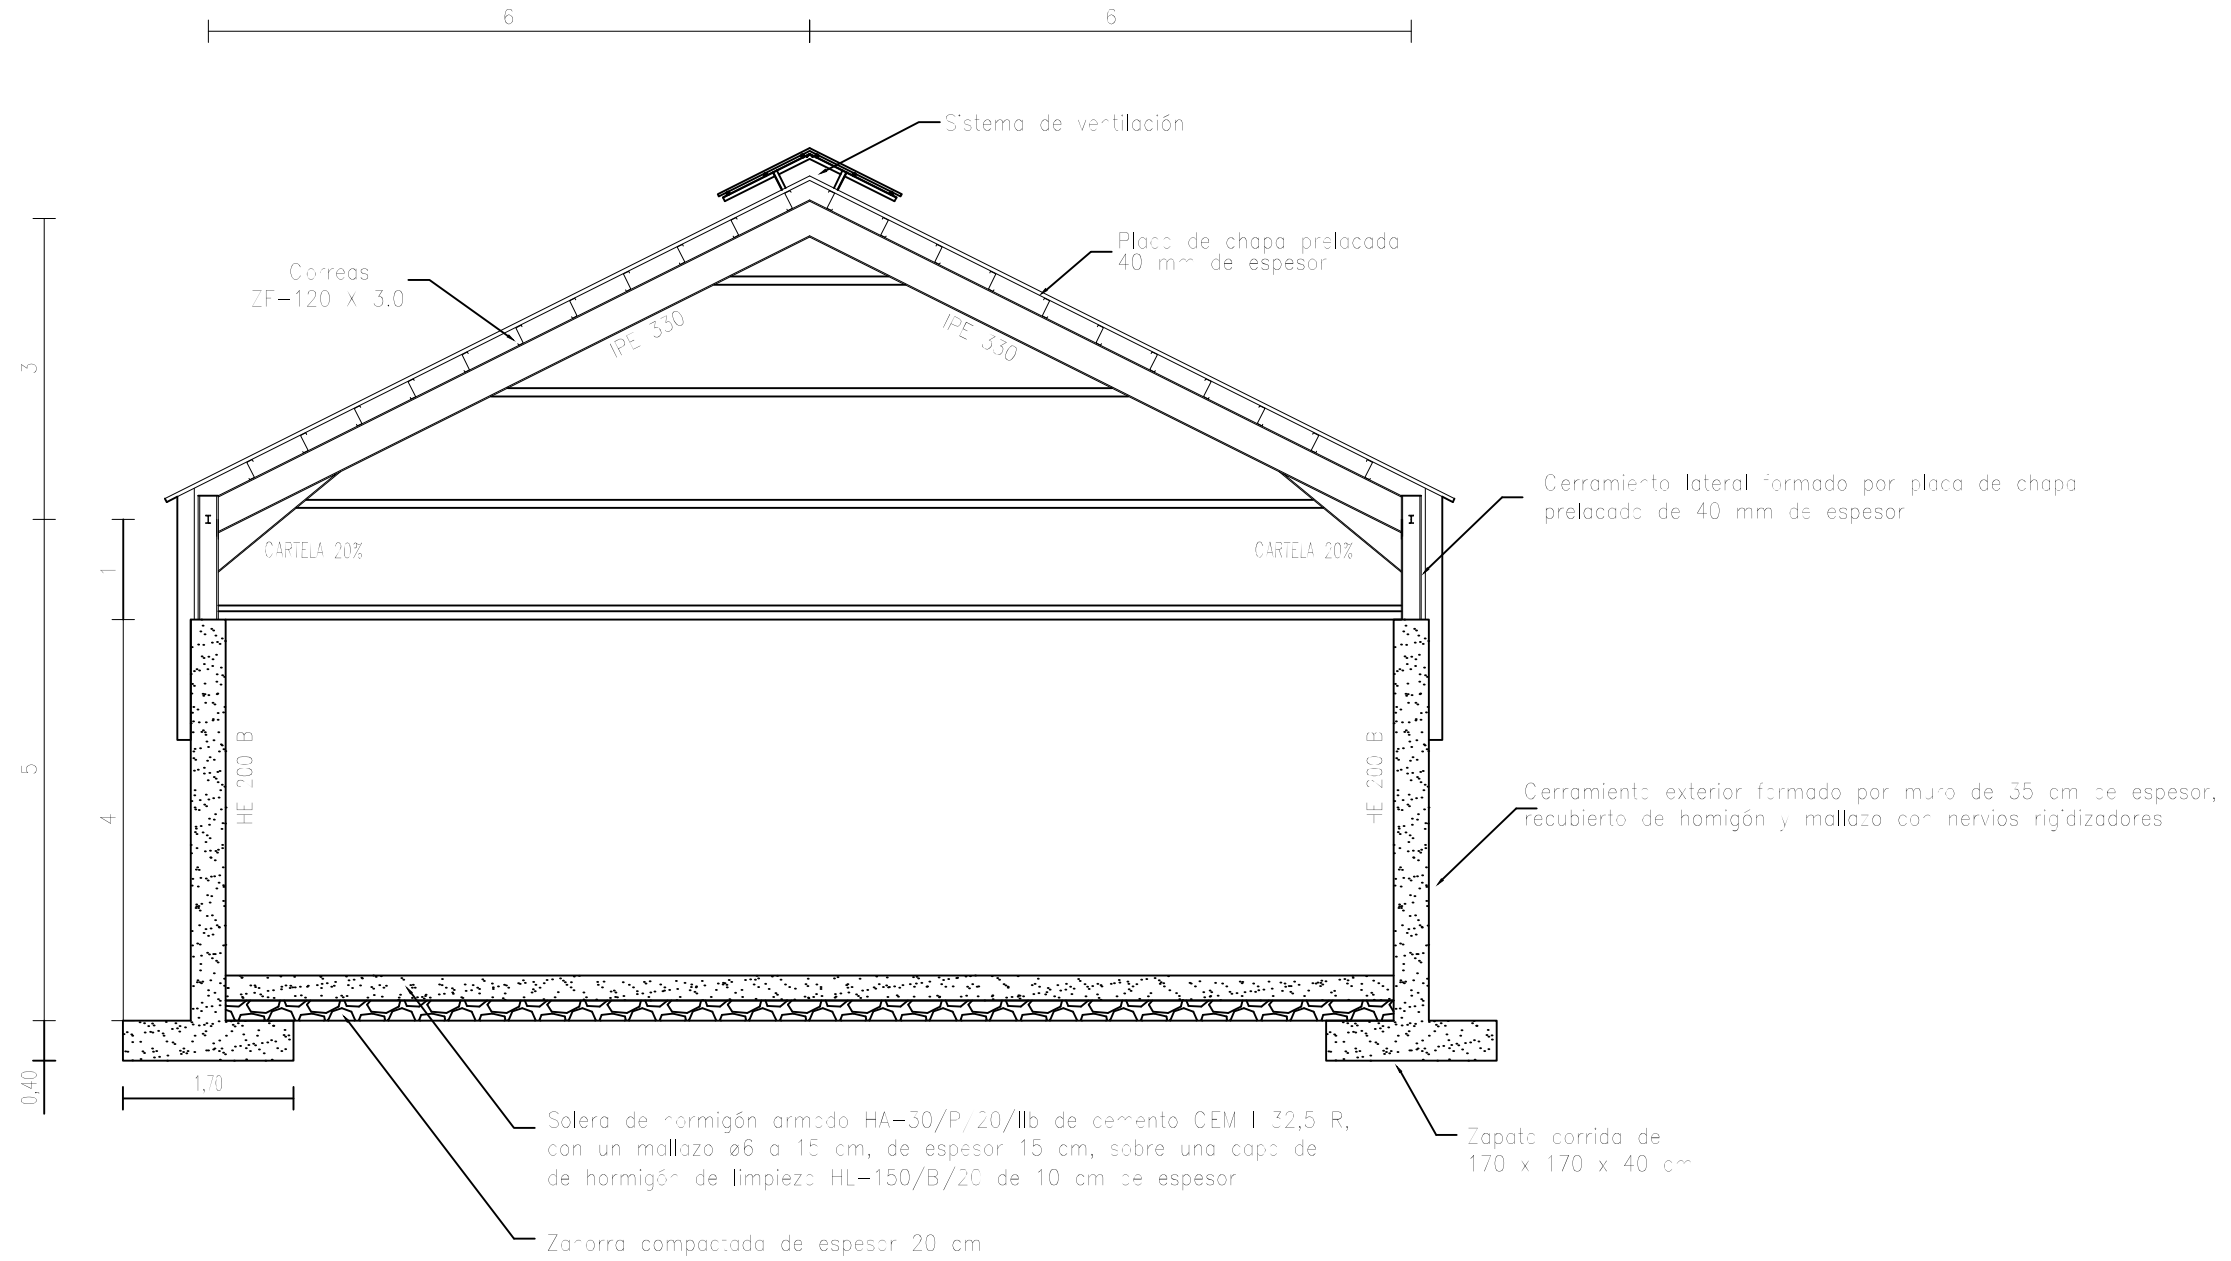 6
6
Sistema de ventilación
Placa de chapa prelacada
40 mm de espesor
Correas
ZF-120 x 3.0
IPE 330
IPE 330
3
Cerramiento lateral formado por placa de chapa
prelacada de 40 mm de espesor
CARTELA 20%
CARTELA 20%
1
HE 200 B
HE 200 B
5
4
Cerramiento exterior formado por muro de 35 cm de espesor,
recubierto de homigón y mallazo con nervios rigidizadores
0,40
1,70
Solera de hormigón armado HA-30/P/20/IIb de cemento CEM I 32,5 R,
con un mallazo ø6 a 15 cm, de espesor 15 cm, sobre una capa de
de hormigón de limpieza HL-150/B/20 de 10 cm de espesor
Zapata corrida de
170 x 170 x 40 cm
Zahorra compactada de espesor 20 cm